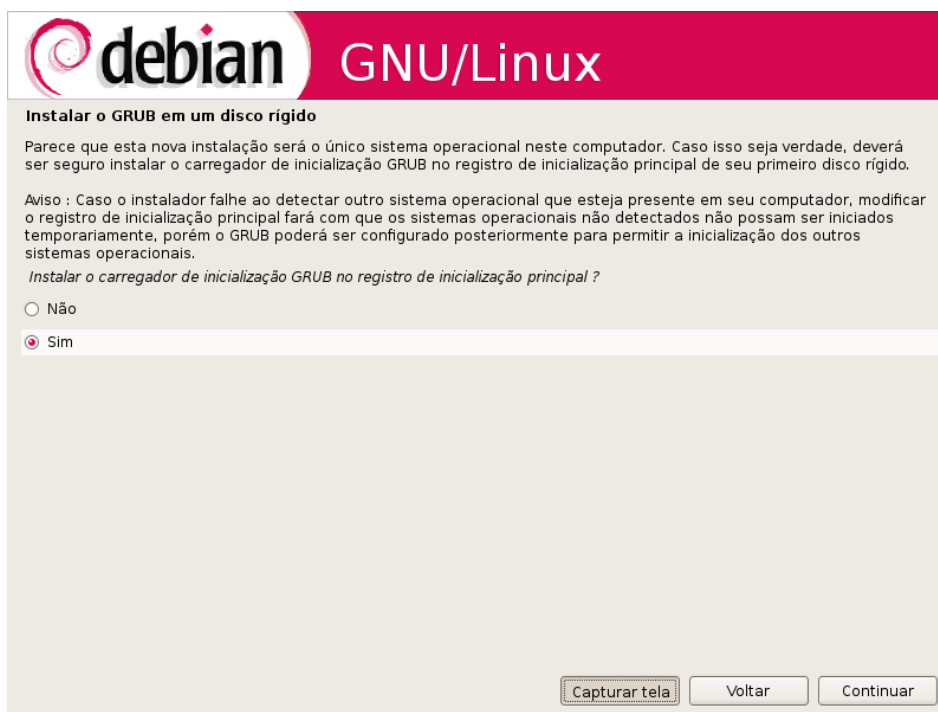 debian GNU/Linux
Instalar o GRUB em um disco rígido
Parece que esta nova instalação será o único sistema operacional neste computador. Caso isso seja verdade, deverá
ser seguro instalar o carregador de inicialização GRUB no registro de inicialização principal de seu primeiro disco rígido.
Aviso : Caso o instalador falhe ao detectar outro sistema operacional que esteja presente em seu computador, modificar
o registro de inicialização principal fará com que os sistemas operacionais não detectados não possam ser iniciados
temporariamente, porém o GRUB poderá ser configurado posteriormente para permitir a inicialização dos outros
sistemas operacionais.
Instalar o carregador de inicialização GRUB no registro de inicialização principal ?
Não
Sim
Capturar tela Voltar Continuar